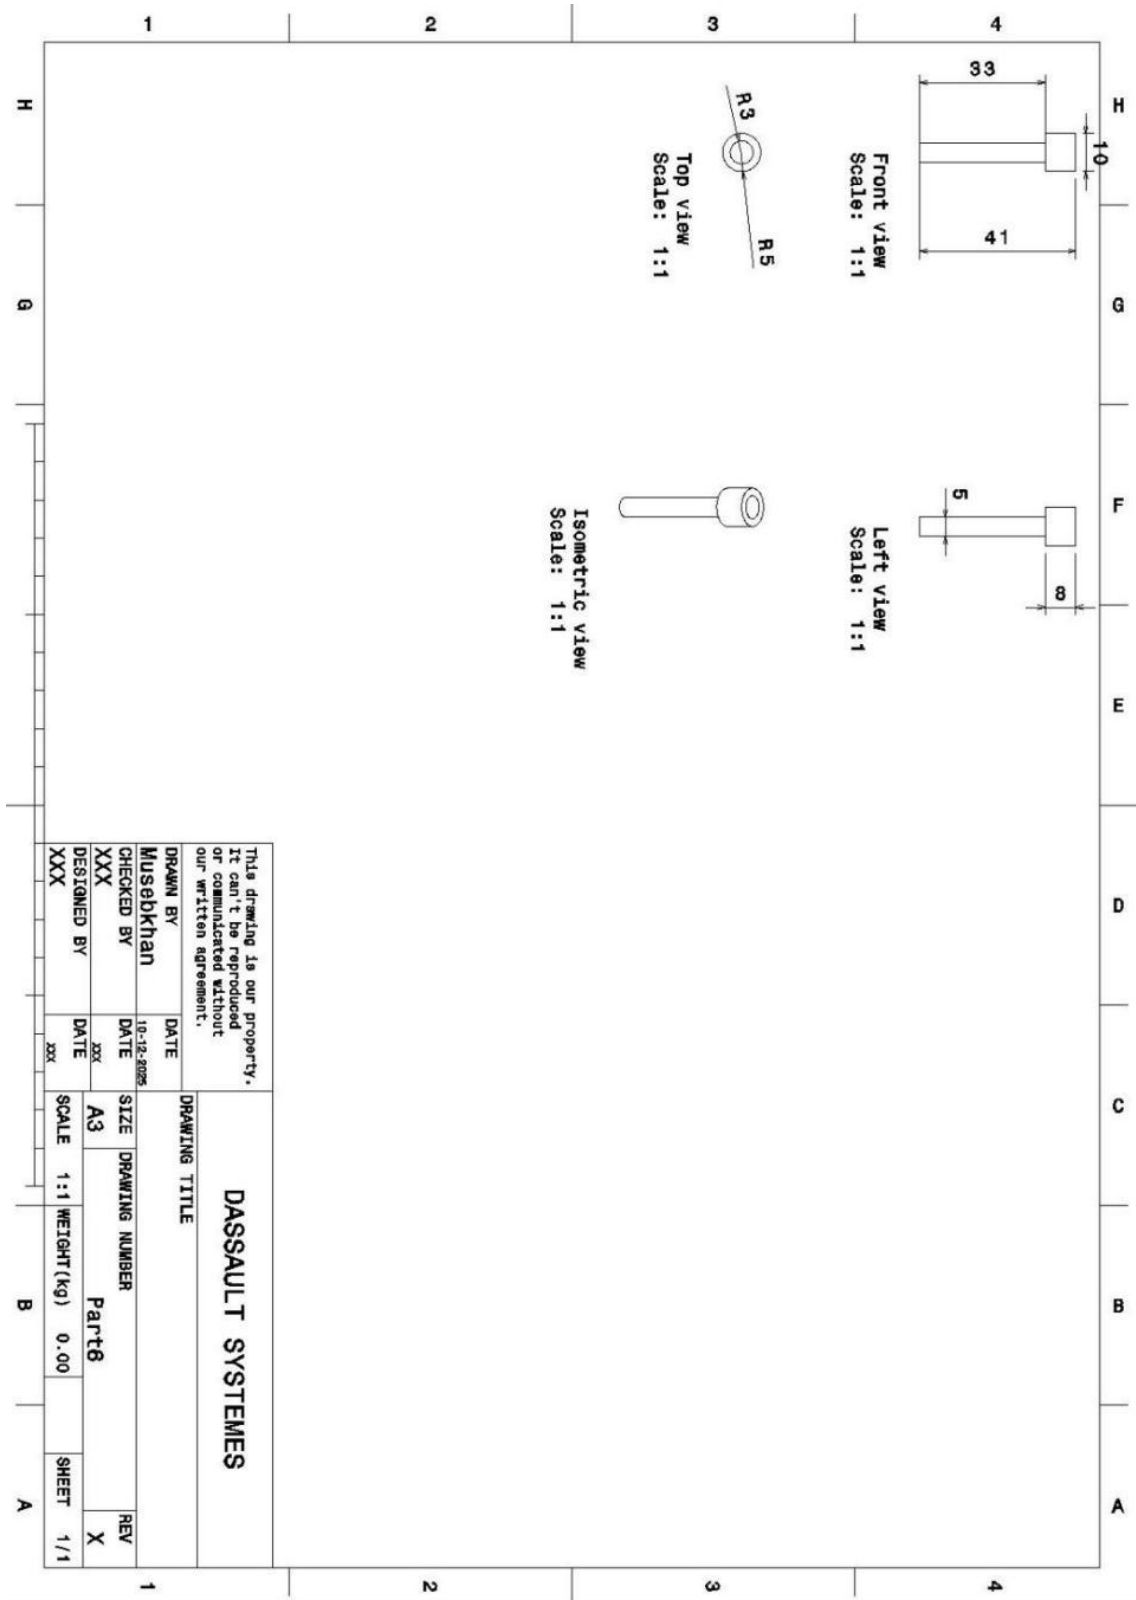 4
3
2
1
H
G
F
E
D
C
B
A
H
G
B
A
4
3
2
1
33
10
41
Front view
Scale: 1:1
5
8
Left view
Scale: 1:1
R3
R5
Top view
Scale: 1:1
Isometric view
Scale: 1:1
This drawing is our property.
It can't be reproduced
or communicated without
our written agreement.
DASSAULT SYSTEMES
DRAWN BY
Musebkhan
DATE
10-12-2025
DRAWING TITLE
CHECKED BY
XXX
DATE
XXX
SIZE
A3
DRAWING NUMBER
Part6
REV
X
DESIGNED BY
XXX
DATE
XXX
SCALE 1:1
WEIGHT(kg) 0.00
SHEET 1/1